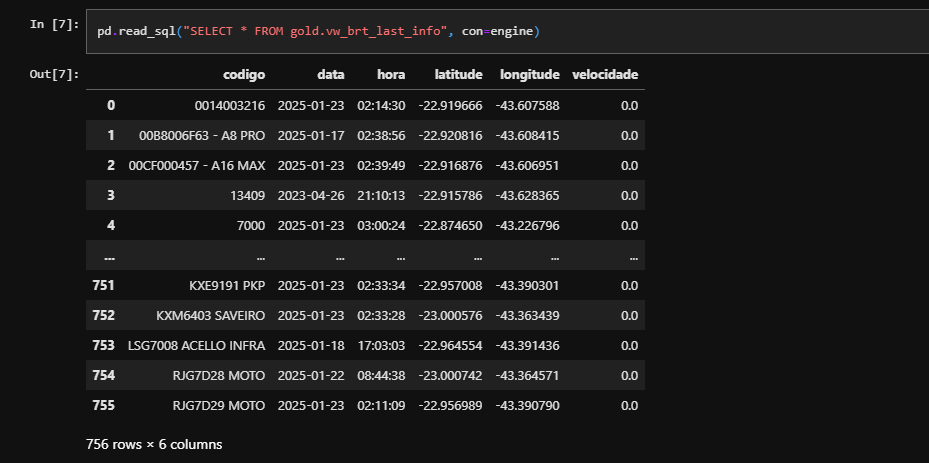 In [7]: pd.read_sql("SELECT * FROM gold.vw_brt_last_info", con=engine)
Out[7]:
codigo data hora latitude longitude velocidade
0 0014003216 2025-01-23 02:14:30 -22.919666 -43.607588 0.0
1 00B8006F63 - A8 PRO 2025-01-17 02:38:56 -22.920816 -43.608415 0.0
2 00CF000457 - A16 MAX 2025-01-23 02:39:49 -22.916876 -43.606951 0.0
3 13409 2023-04-26 21:10:13 -22.915786 -43.628365 0.0
4 7000 2025-01-23 03:00:24 -22.874650 -43.226796 0.0
... ... ... ... ... ... ...
751 KXE9191 PKP 2025-01-23 02:33:34 -22.957008 -43.390301 0.0
752 KXM6403 SAVEIRO 2025-01-23 02:33:28 -23.000576 -43.363439 0.0
753 LSG7008 ACELLO INFRA 2025-01-18 17:03:03 -22.964554 -43.391436 0.0
754 RJG7D28 MOTO 2025-01-22 08:44:38 -23.000742 -43.364571 0.0
755 RJG7D29 MOTO 2025-01-23 02:11:09 -22.956989 -43.390790 0.0
756 rows × 6 columns